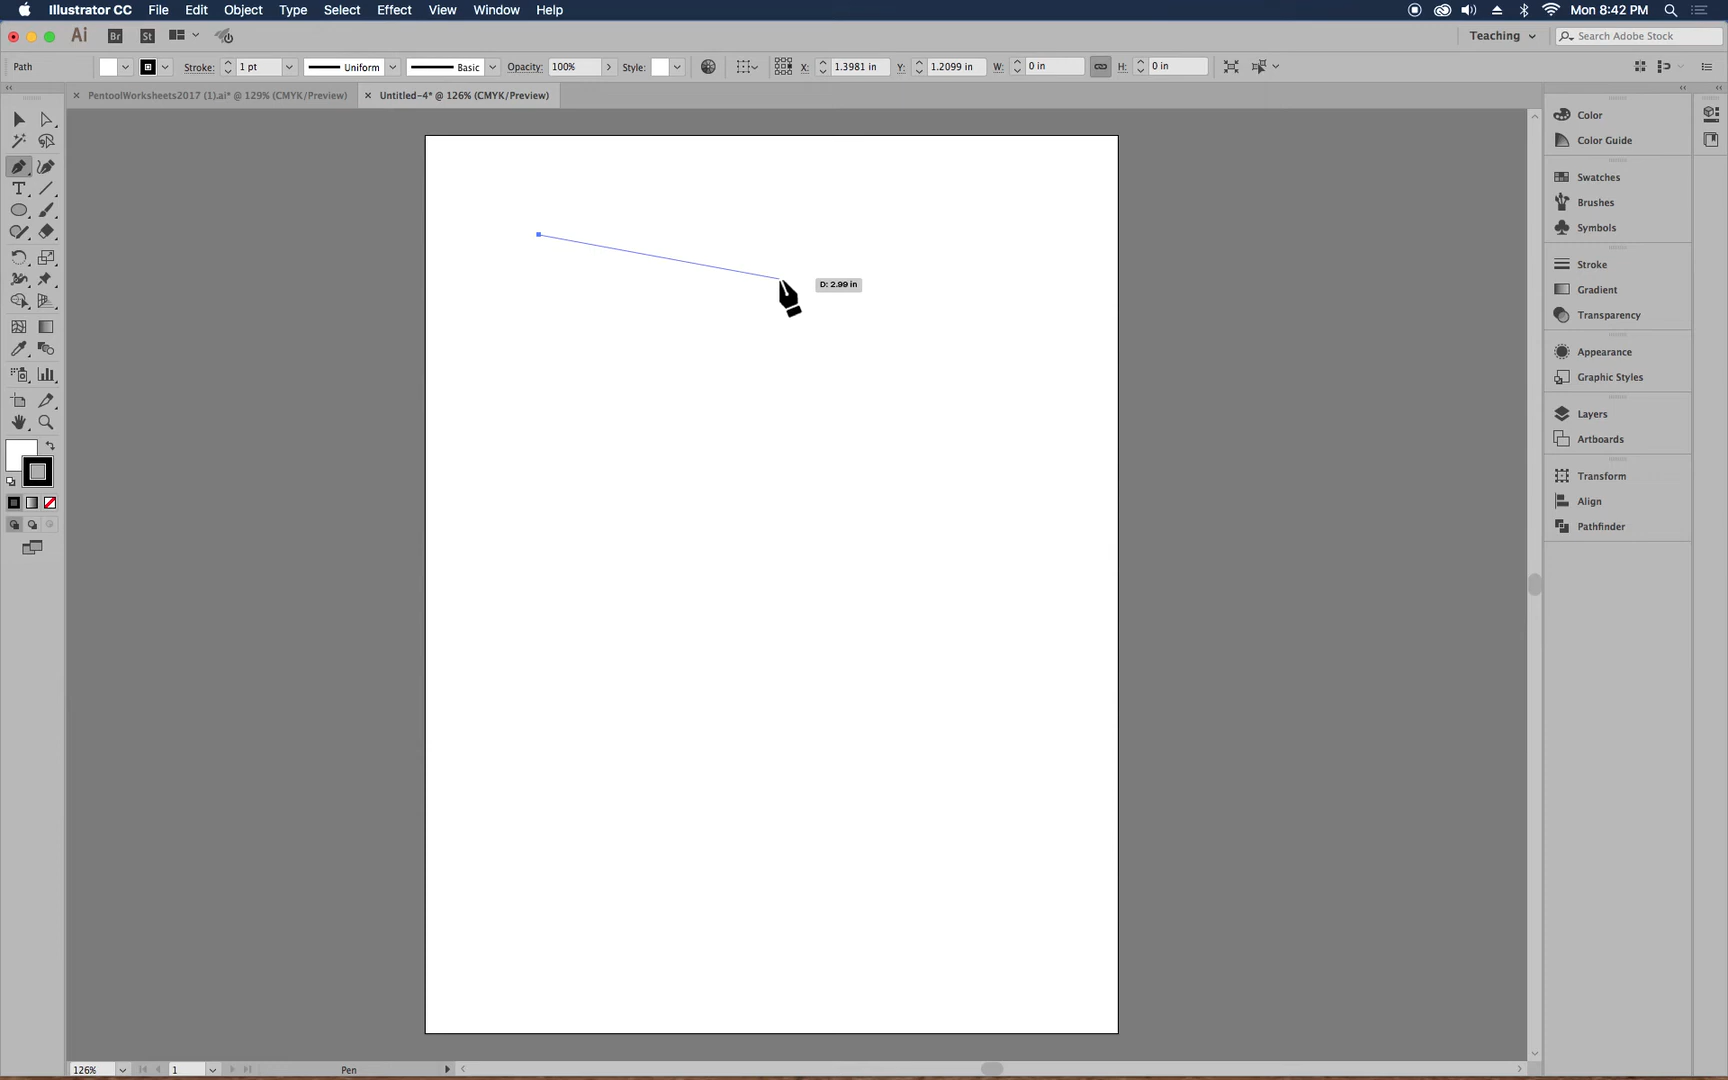 Illustrator CC File Edit Object Type Select Effect View Window Help Mon 8:42 PM
Ai Br St Teaching Search Adobe Stock
Path Stroke: 1 pt Uniform Basic Opacity: 100% Style: X: 1.3981 in Y: 1.2099 in W: 0 in H: 0 in
PentoolWorksheets2017 (1).ai* @ 129% (CMYK/Preview) Untitled-4* @ 126% (CMYK/Preview)
Color
Color Guide
Swatches
Brushes
Symbols
Stroke
D: 2.99 in
Gradient
Transparency
Appearance
Graphic Styles
Layers
Artboards
Transform
Align
Pathfinder
126% 1 Pen